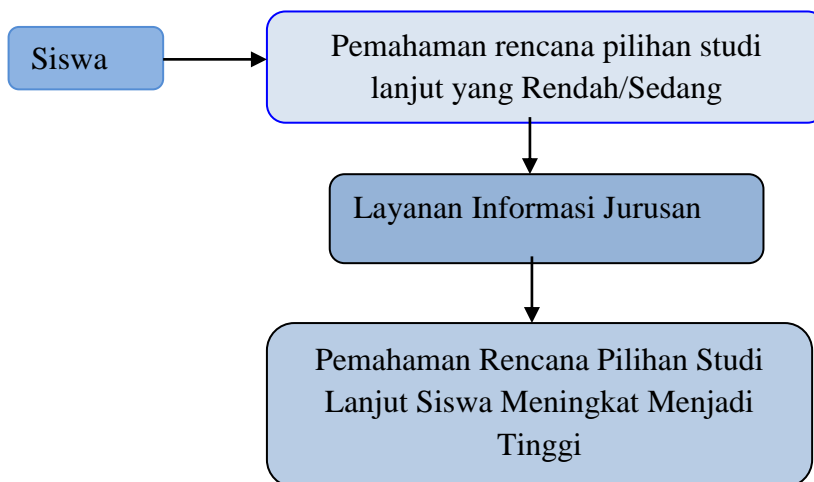 Siswa
Pemahaman rencana pilihan studi
lanjut yang Rendah/Sedang
Layanan Informasi Jurusan
Pemahaman Rencana Pilihan Studi
Lanjut Siswa Meningkat Menjadi
Tinggi